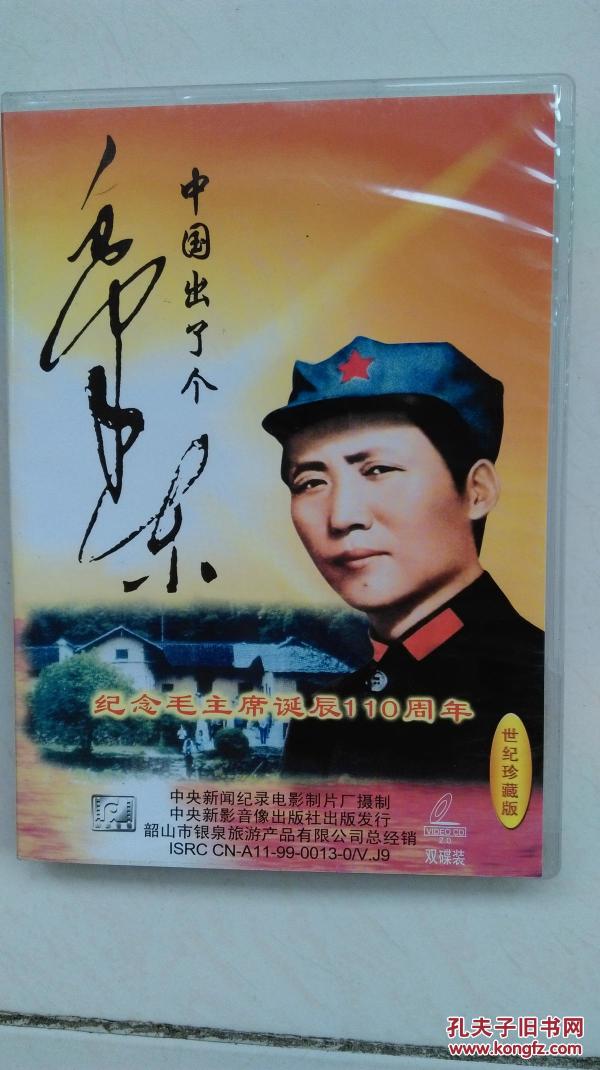 中国出了个
毛泽东
纪念毛主席诞辰110周年
世纪珍藏版
中央新闻纪录电影制片厂摄制
中央新影音像出版社出版发行
韶山市银泉旅游产品有限公司总经销
ISRC CN-A11-99-0013-0/V.J9
VIDEO CD
2.0
双碟装
孔夫子旧书网
www.kongfz.com